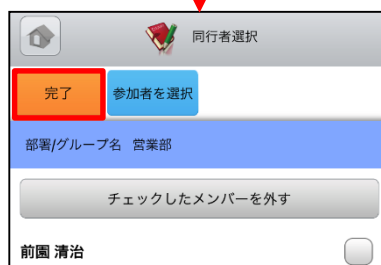 同行者選択
完了 参加者を選択
部署/グループ名 営業部
チェックしたメンバーを外す
前園 清治